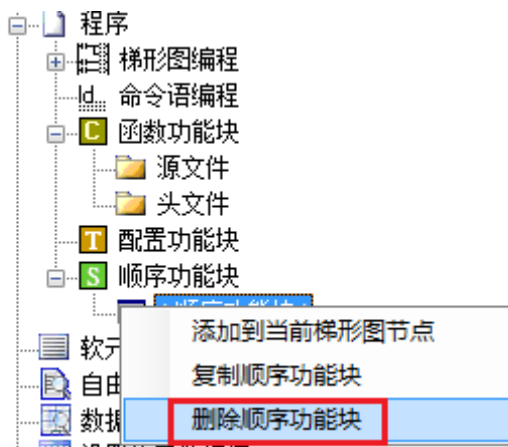 程序
梯形图编程
Id... 命令语编程
C 函数功能块
源文件
头文件
T 配置功能块
S 顺序功能块
添加到当前梯形图节点
软元
复制顺序功能块
自由
删除顺序功能块
数据